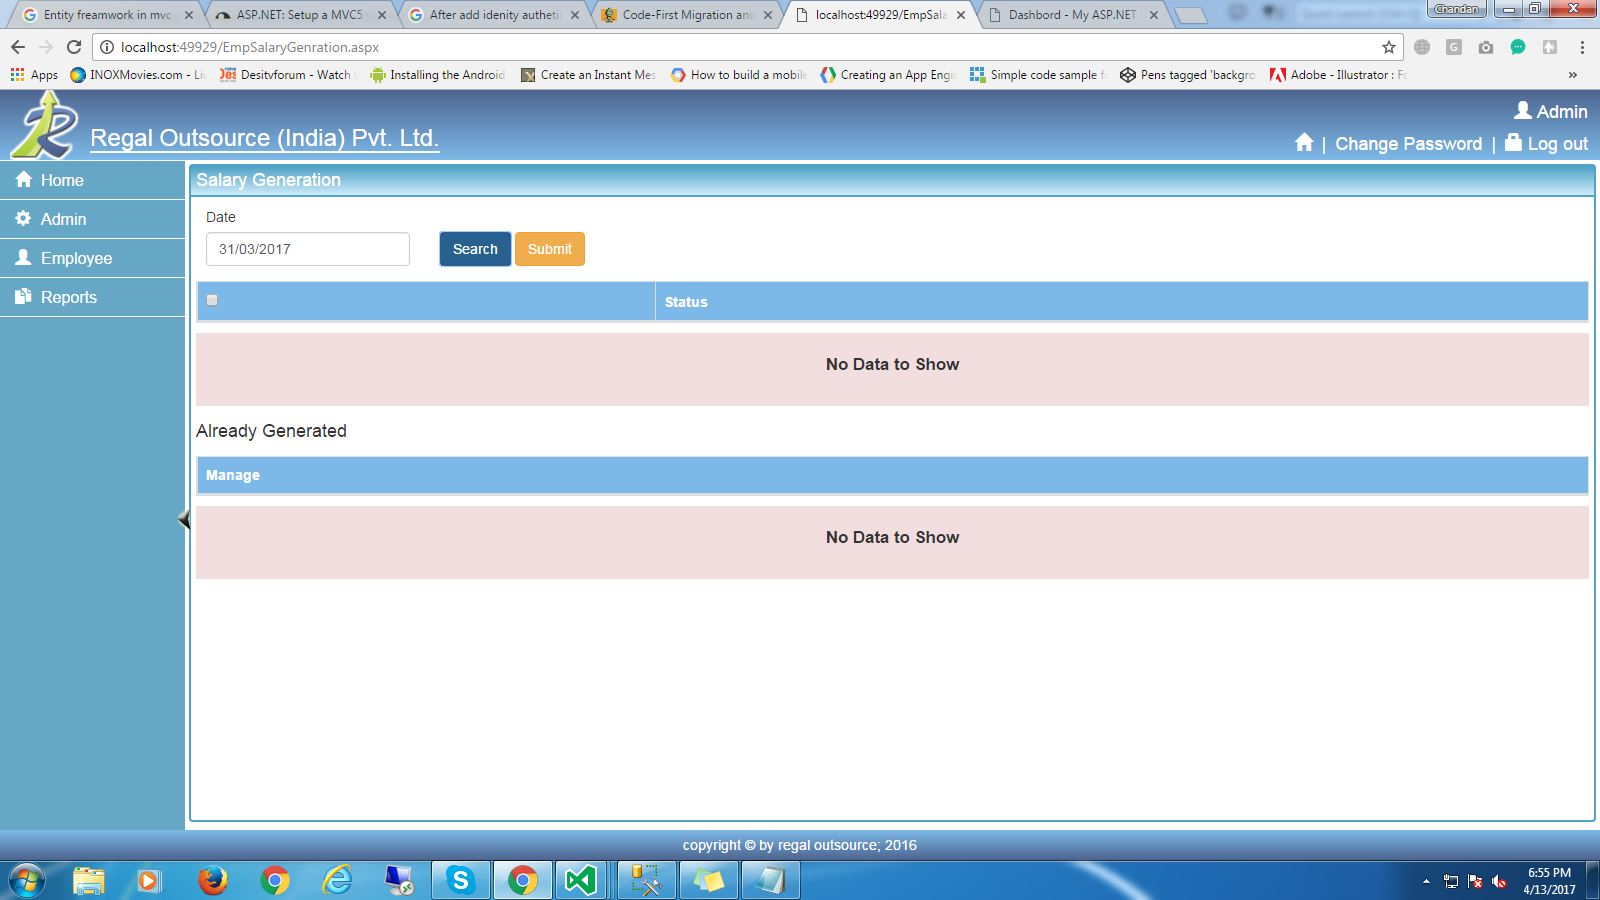 Entity freamwork in mvc
ASP.NET: Setup a MVC5
After add idenity autheti
Code-First Migration and
localhost:49929/EmpSala
Dashbord - My ASP.NET
Chandan
localhost:49929/EmpSalaryGenration.aspx
Apps
INOXMovies.com - Li
Desitvforum - Watch
Installing the Android
Create an Instant Mes
How to build a mobile
Creating an App Engi
Simple code sample f
Pens tagged 'backgro
Adobe - Illustrator : Fo
»
Regal Outsource (India) Pvt. Ltd.
Admin
| Change Password | Log out
Home
Admin
Employee
Reports
Salary Generation
Date
31/03/2017
Search
Submit
Status
No Data to Show
Already Generated
Manage
No Data to Show
copyright © by regal outsource; 2016
6:55 PM
4/13/2017